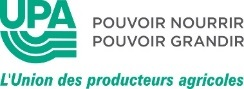 UPA
POUVOIR NOURRIR
POUVOIR GRANDIR
L'Union des producteurs agricoles